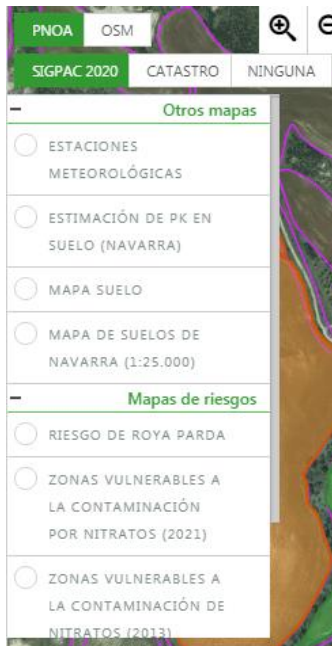 PNOA OSM
SIGPAC 2020 CATASTRO NINGUNA
Otros mapas
ESTACIONES
METEOROLÓGICAS
ESTIMACIÓN DE PK EN
SUELO (NAVARRA)
MAPA SUELO
MAPA DE SUELOS DE
NAVARRA (1:25.000)
Mapas de riesgos
RIESGO DE ROYA PARDA
ZONAS VULNERABLES A
LA CONTAMINACIÓN
POR NITRATOS (2021)
ZONAS VULNERABLES A
LA CONTAMINACIÓN DE
NITRATOS (2013)